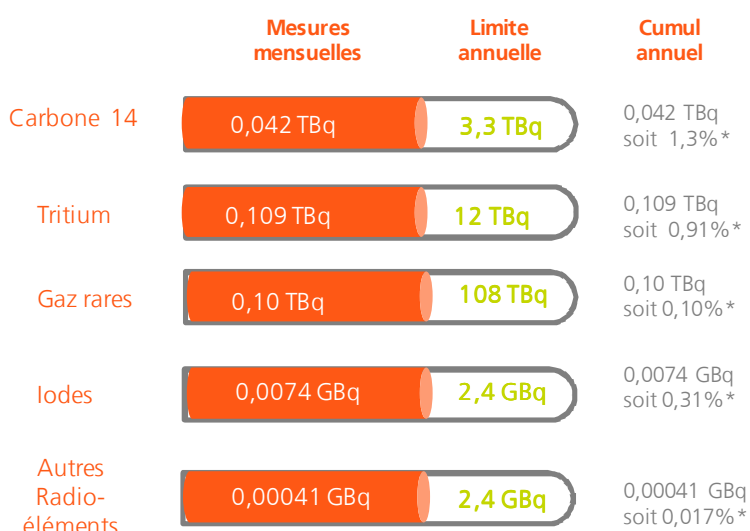 Mesures mensuelles
Limite annuelle
Cumul annuel
Carbone 14
0,042 TBq
3,3 TBq
0,042 TBq
soit 1,3%*
Tritium
0,109 TBq
12 TBq
0,109 TBq
soit 0,91%*
Gaz rares
0,10 TBq
108 TBq
0,10 TBq
soit 0,10%*
Iodes
0,0074 GBq
2,4 GBq
0,0074 GBq
soit 0,31%*
Autres
Radio-
éléments
0,00041 GBq
2,4 GBq
0,00041 GBq
soit 0,017%*